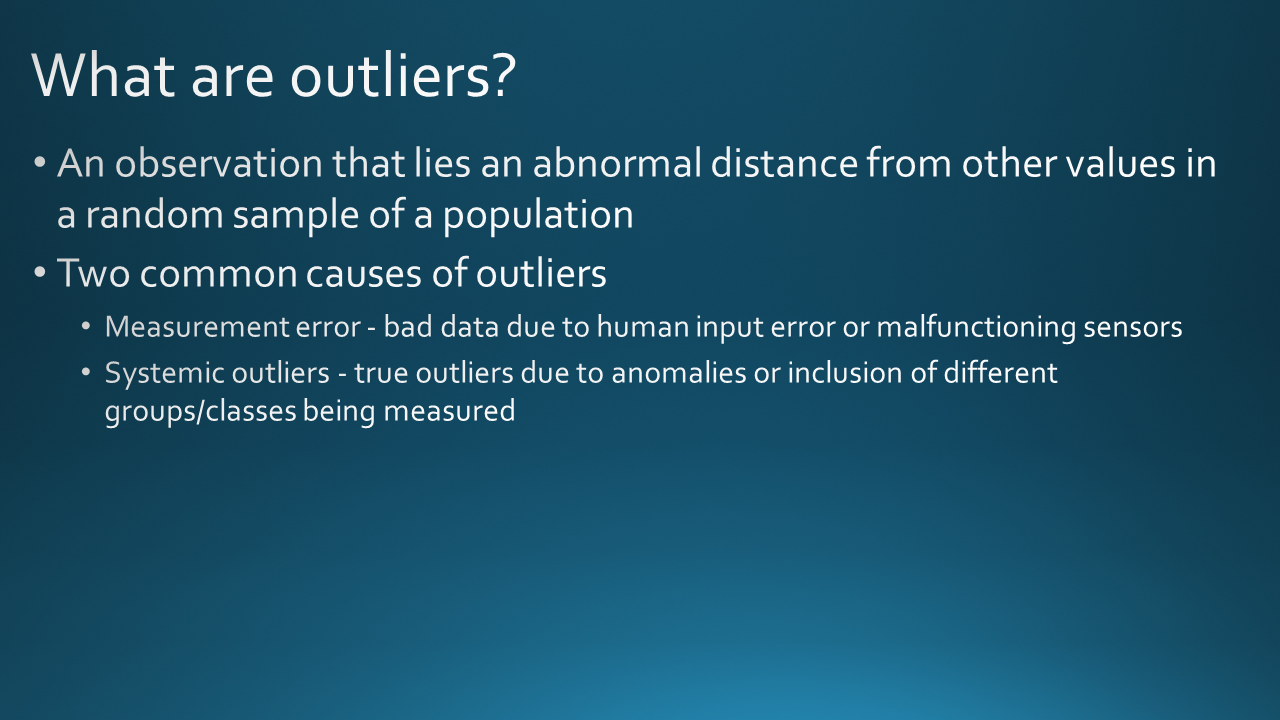 What are outliers?
• An observation that lies an abnormal distance from other values in
a random sample of a population
• Two common causes of outliers
• Measurement error - bad data due to human input error or malfunctioning sensors
• Systemic outliers - true outliers due to anomalies or inclusion of different
groups/classes being measured